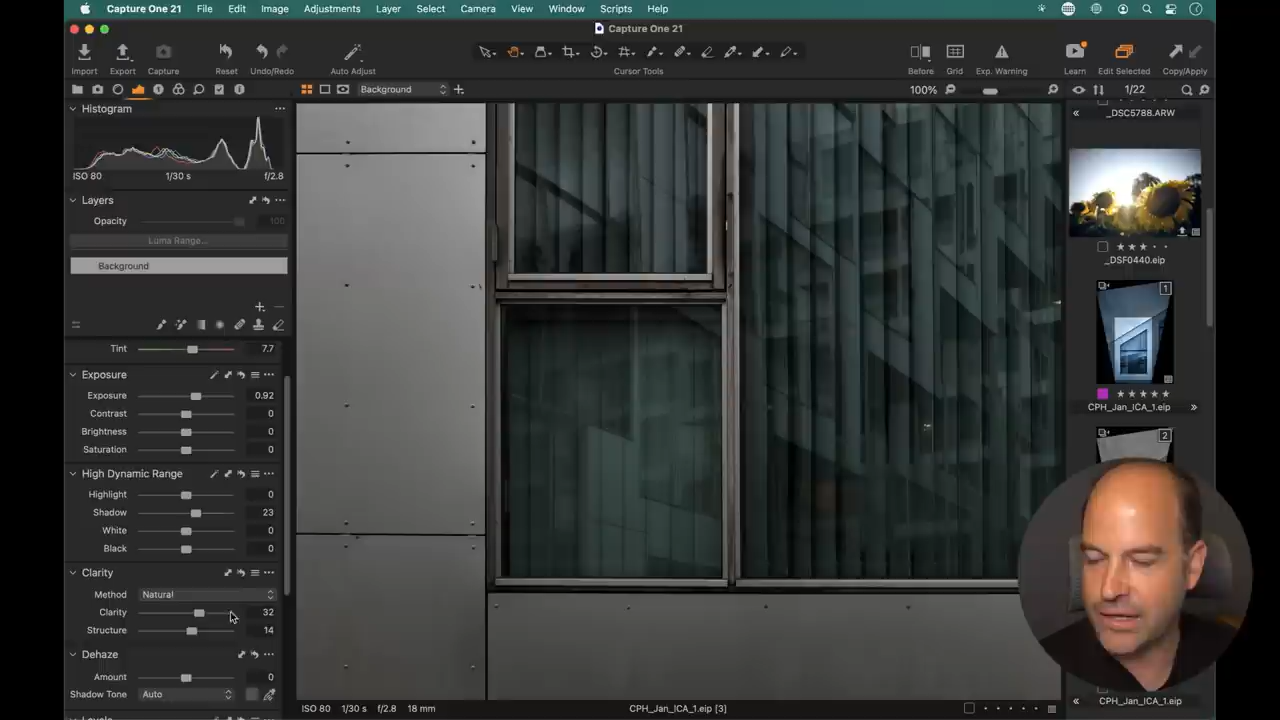 Capture One 21 File Edit Image Adjustments Layer Select Camera View Window Scripts Help
Capture One 21
Import Export Capture Reset Undo/Redo Auto Adjust Cursor Tools Before Grid Exp. Warning Learn Edit Selected Copy/Apply
Background 100% 1/22
Histogram
ISO 80 1/30 s f/2.8
Layers
Opacity 100
Luma Range...
Background
Tint 7.7
Exposure
Exposure 0.92
Contrast 0
Brightness 0
Saturation 0
High Dynamic Range
Highlight 0
Shadow 23
White 0
Black 0
Clarity
Method Natural
Clarity 32
Structure 14
Dehaze
Amount 0
Shadow Tone Auto
Levels
ISO 80 1/30 s f/2.8 18 mm CPH_Jan_ICA_1.eip [3]
_DSC5788.ARW
_DSF0440.eip
1
CPH_Jan_ICA_1.eip
2
CPH_Jan_ICA_1.eip